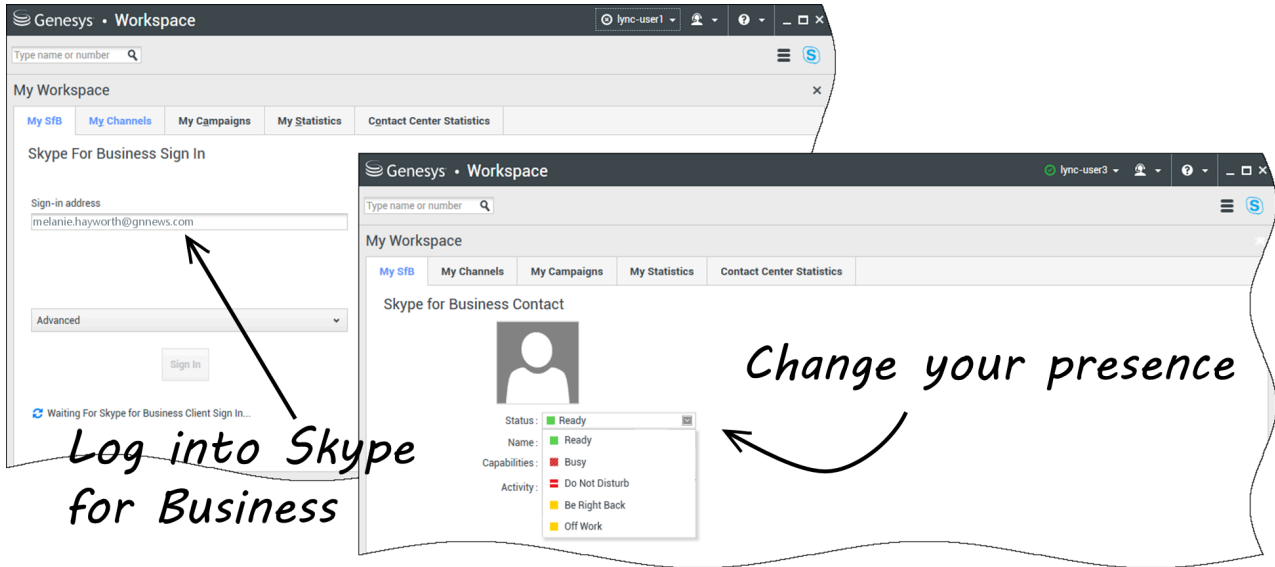 Genesys • Workspace
lync-user1
Type name or number
My Workspace
My SfB
My Channels
My Campaigns
My Statistics
Contact Center Statistics
Skype For Business Sign In
Sign-in address
melanie.hayworth@gnnews.com
Advanced
Sign In
Waiting For Skype for Business Client Sign In...
Log into Skype
for Business
Genesys • Workspace
lync-user3
Type name or number
My Workspace
My SfB
My Channels
My Campaigns
My Statistics
Contact Center Statistics
Skype for Business Contact
Status: Ready
Name:
Capabilities:
Activity:
Ready
Busy
Do Not Disturb
Be Right Back
Off Work
Change your presence